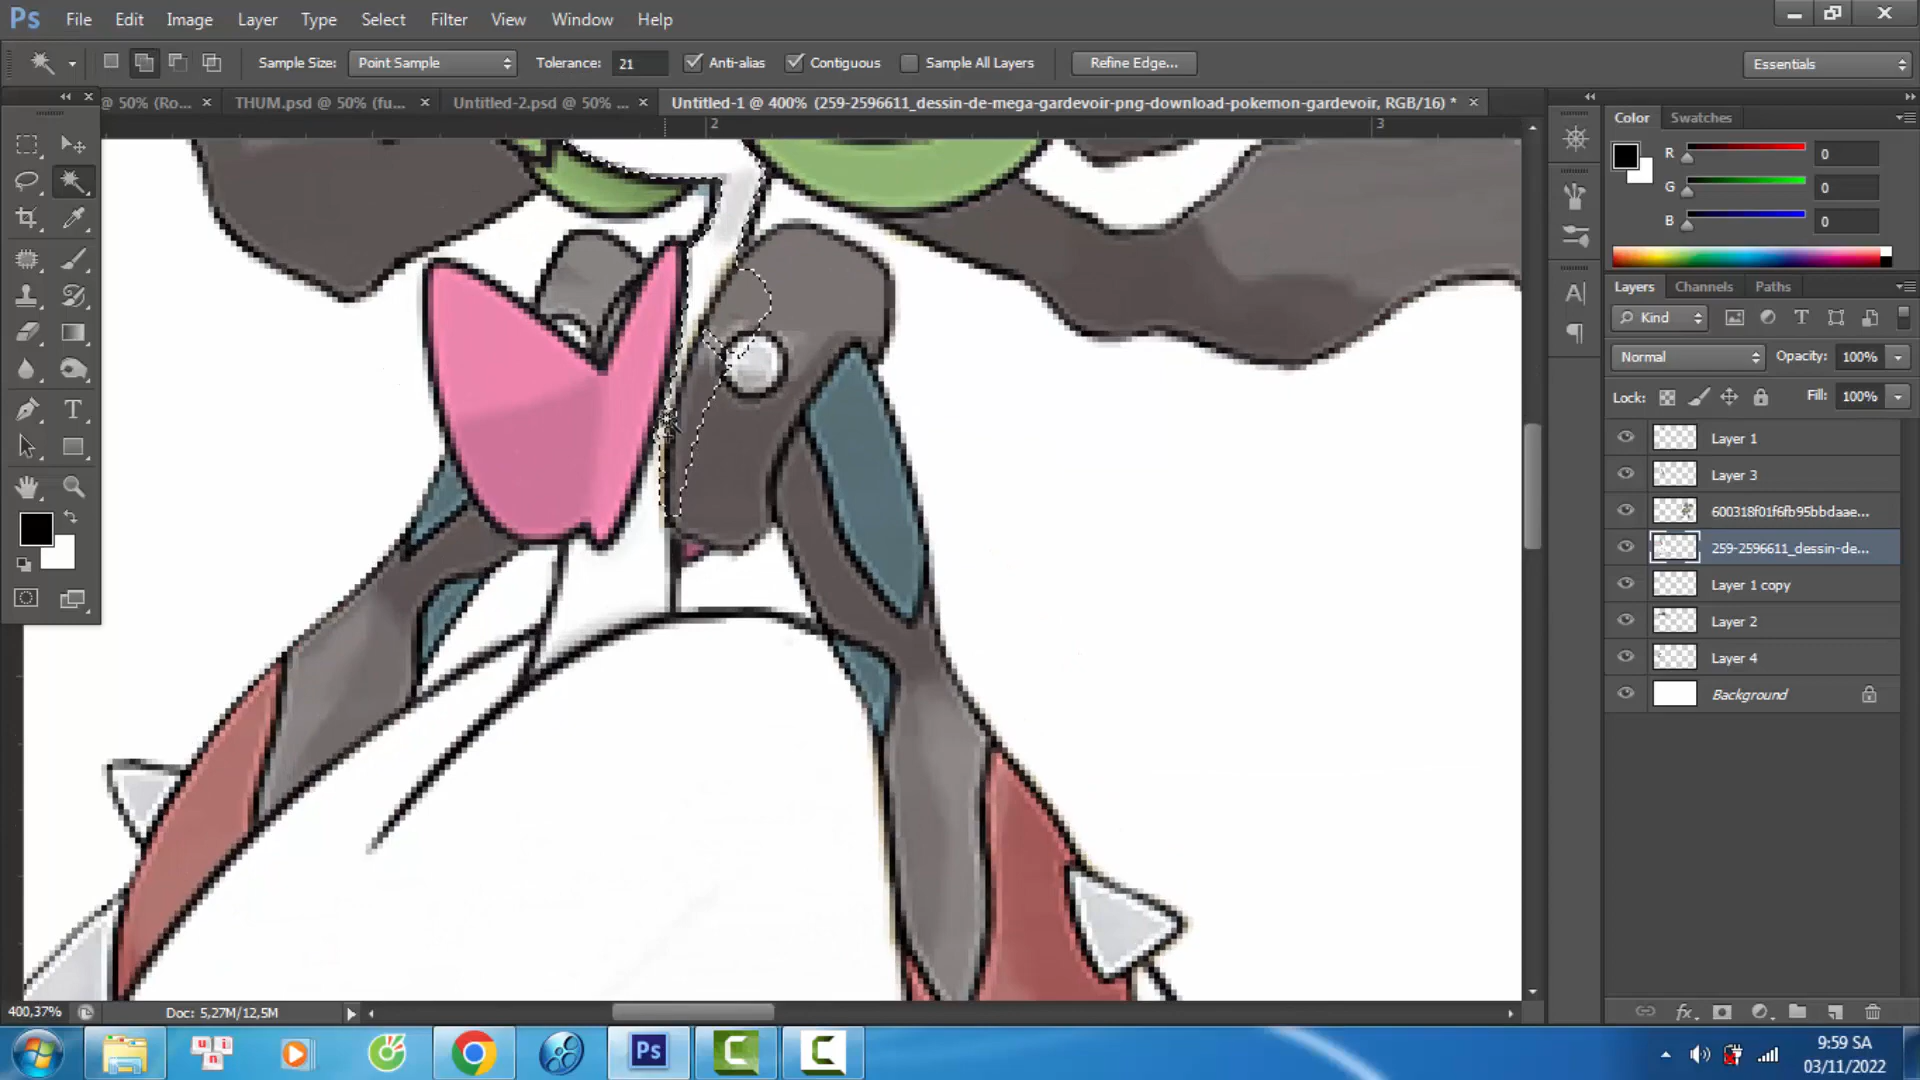 Ps File Edit Image Layer Type Select Filter View Window Help
Sample Size: Point Sample Tolerance: 21 Anti-alias Contiguous Sample All Layers Refine Edge... Essentials
@ 50% (Ro... × THUM.psd @ 50% (fu... × Untitled-2.psd @ 50% ... × Untitled-1 @ 400% (259-2596611_dessin-de-mega-gardevoir-png-download-pokemon-gardevoir, RGB/16) * ×
2 3
Color Swatches
R 0
G 0
B 0
Layers Channels Paths
Kind
Normal Opacity: 100%
Lock: Fill: 100%
Layer 1
Layer 3
600318f01f6fb95bbdaae...
259-2596611_dessin-de...
Layer 1 copy
Layer 2
Layer 4
Background
400,37% Doc: 5,27M/12,5M
Ps
9:59 SA
03/11/2022